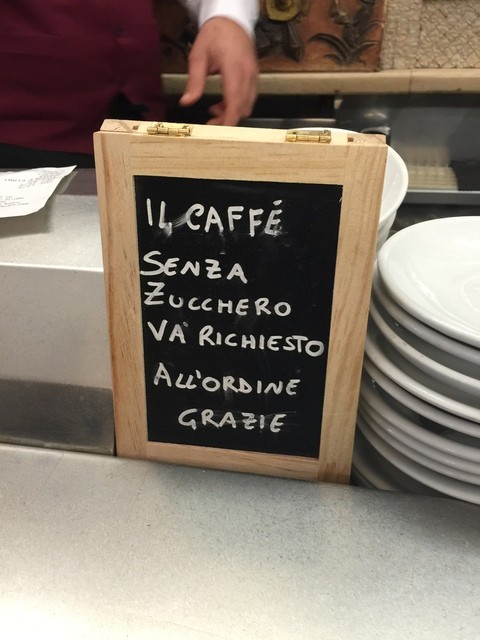 IL CAFFÉ
SENZA
ZUCCHERO
VA' RICHIESTO
ALL'ORDINE
GRAZIE